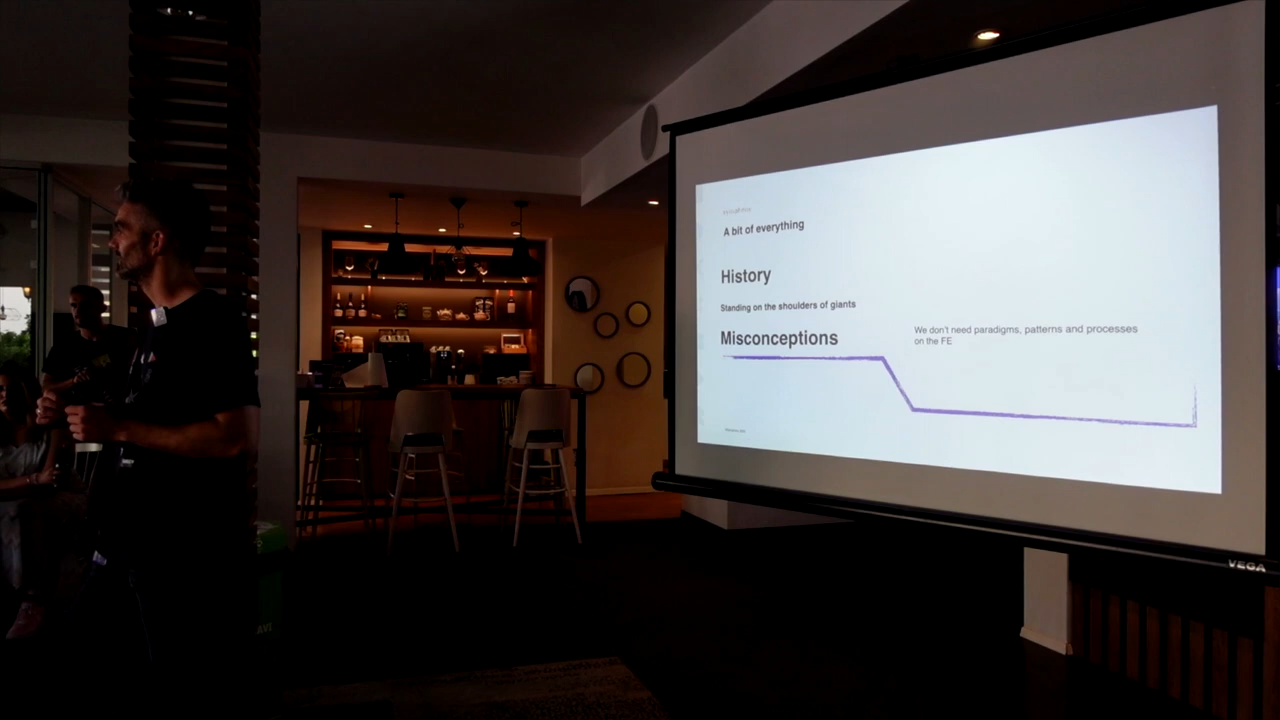 A bit of everything
History
Standing on the shoulders of giants
Misconceptions
We don't need paradigms, patterns and processes
on the FE
VEGA